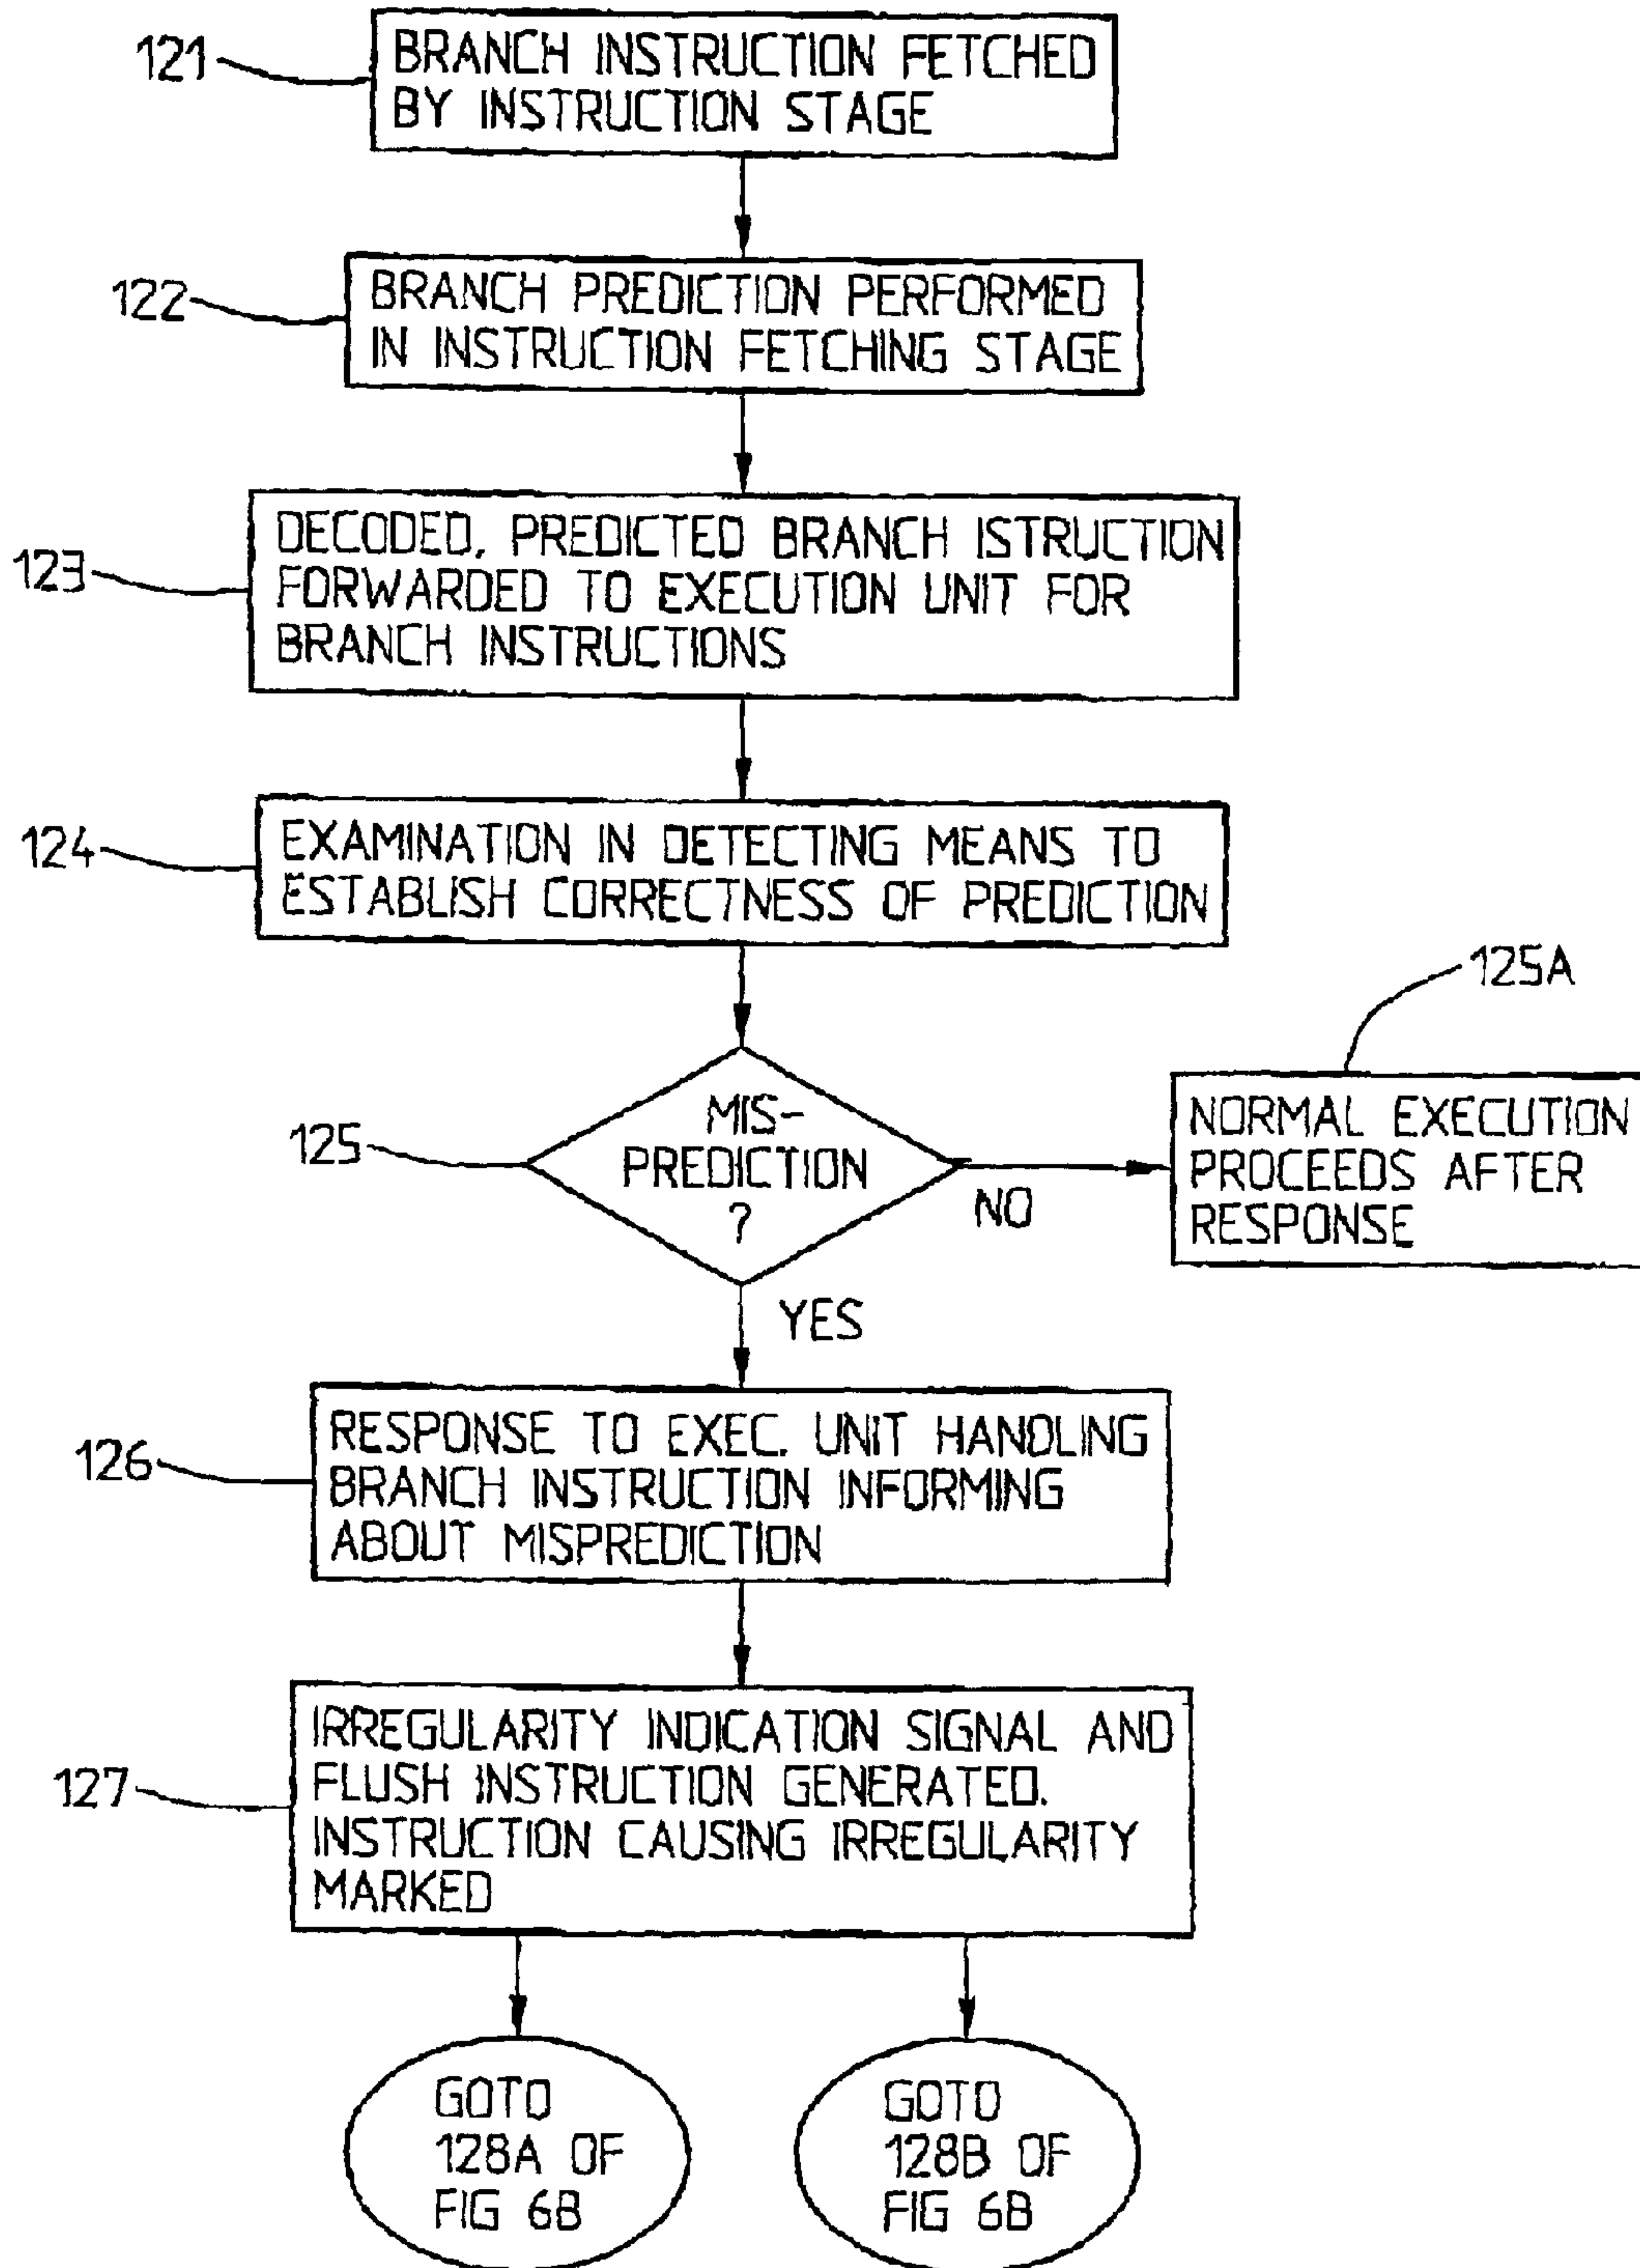 121
BRANCH INSTRUCTION FETCHED
BY INSTRUCTION STAGE
122
BRANCH PREDICTION PERFORMED
IN INSTRUCTION FETCHING STAGE
123
DECODED, PREDICTED BRANCH ISTRUCTION
FORWARDED TO EXECUTION UNIT FOR
BRANCH INSTRUCTIONS
124
EXAMINATION IN DETECTING MEANS TO
ESTABLISH CORRECTNESS OF PREDICTION
125
MIS-
PREDICTION
?
NO
125A
NORMAL EXECUTION
PROCEEDS AFTER
RESPONSE
YES
126
RESPONSE TO EXEC. UNIT HANDLING
BRANCH INSTRUCTION INFORMING
ABOUT MISPREDICTION
127
IRREGULARITY INDICATION SIGNAL AND
FLUSH INSTRUCTION GENERATED.
INSTRUCTION CAUSING IRREGULARITY
MARKED
GOTO
128A OF
FIG 6B
GOTO
128B OF
FIG 6B